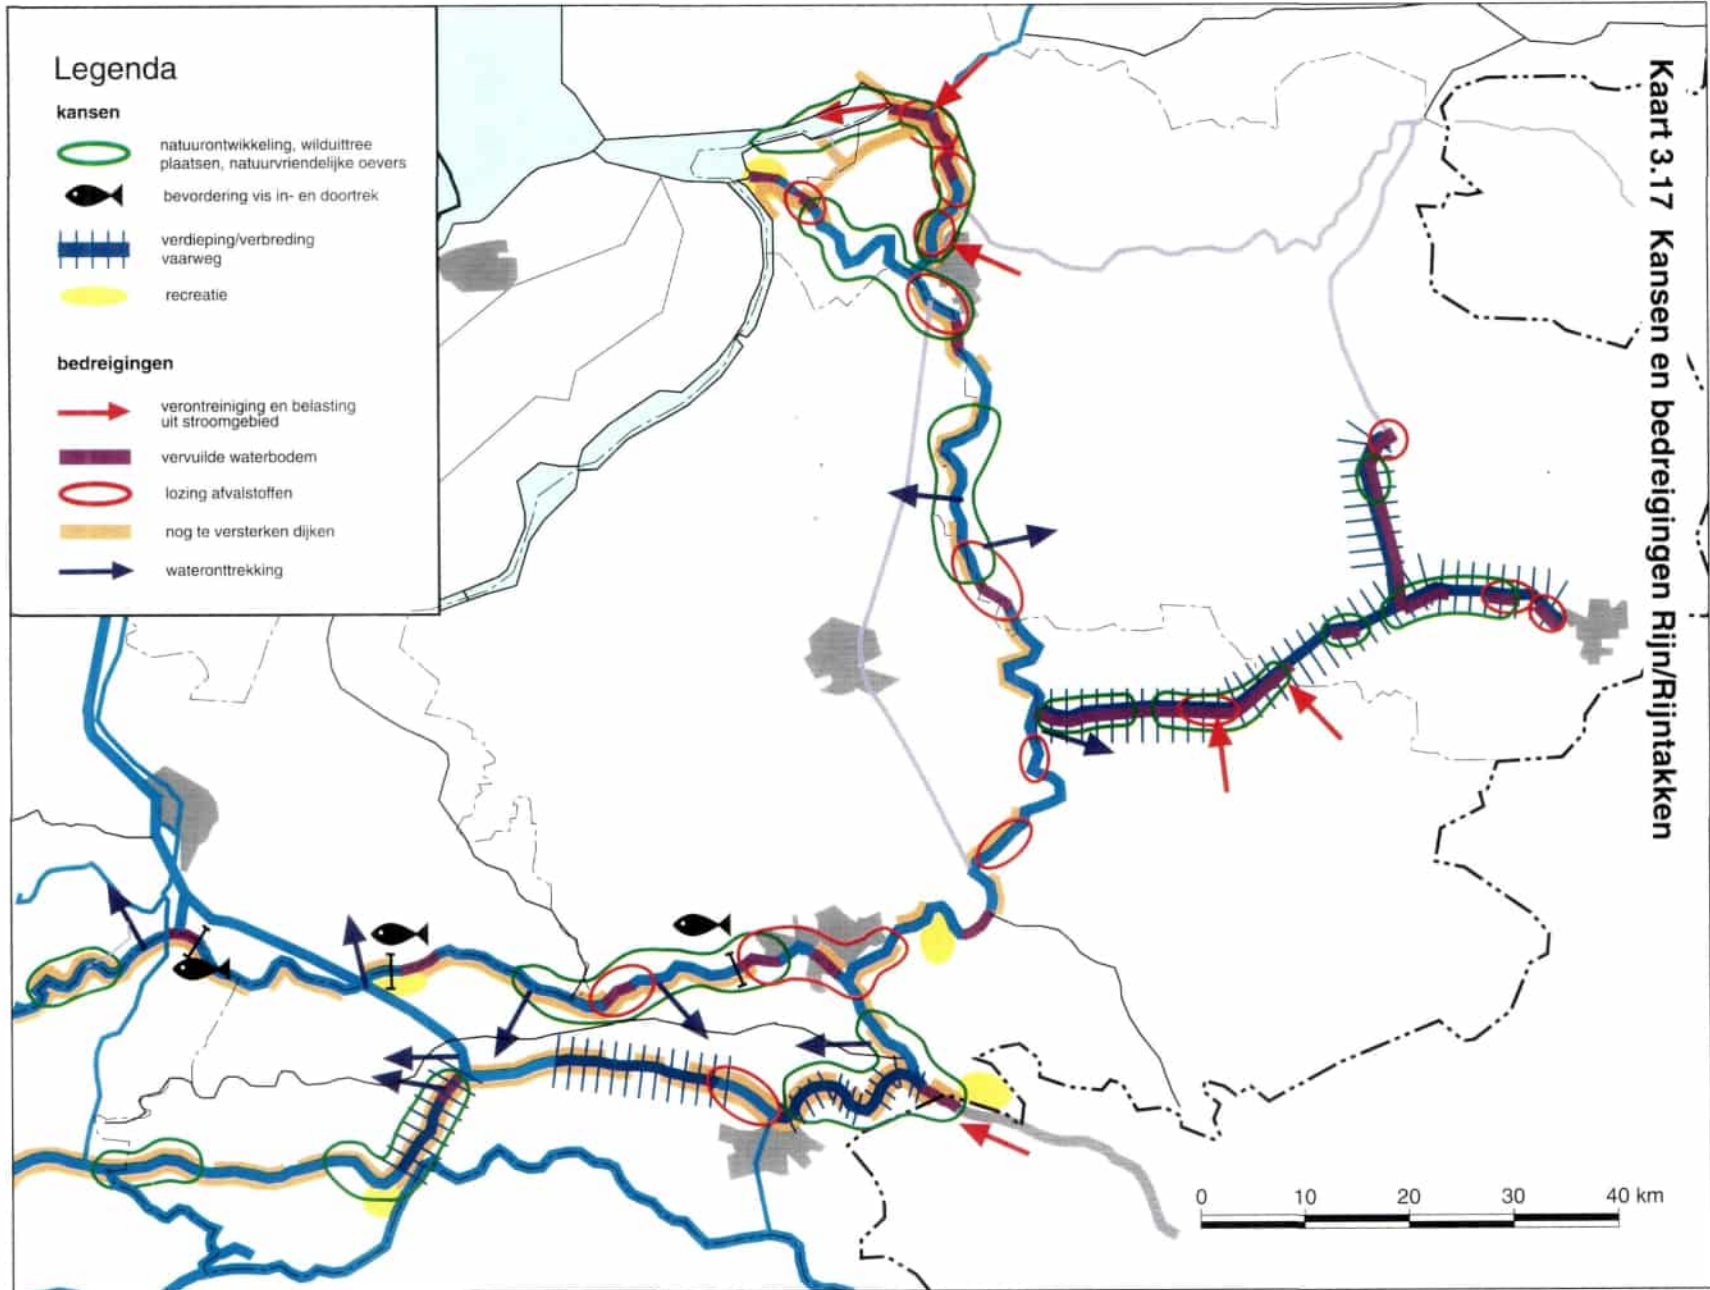 Legenda
kansen
natuurontwikkeling, wilduittree
plaatsen, natuurvriendelijke oevers
bevordering vis in- en doortrek
verdieping/verbreding
vaarweg
recreatie
bedreigingen
verontreiniging en belasting
uit stroomgebied
vervuilde waterbodem
lozing afvalstoffen
nog te versterken dijken
wateronttrekking
Kaart 3.17 Kansen en bedreigingen Rijn/Rijntakken
0 10 20 30 40 km